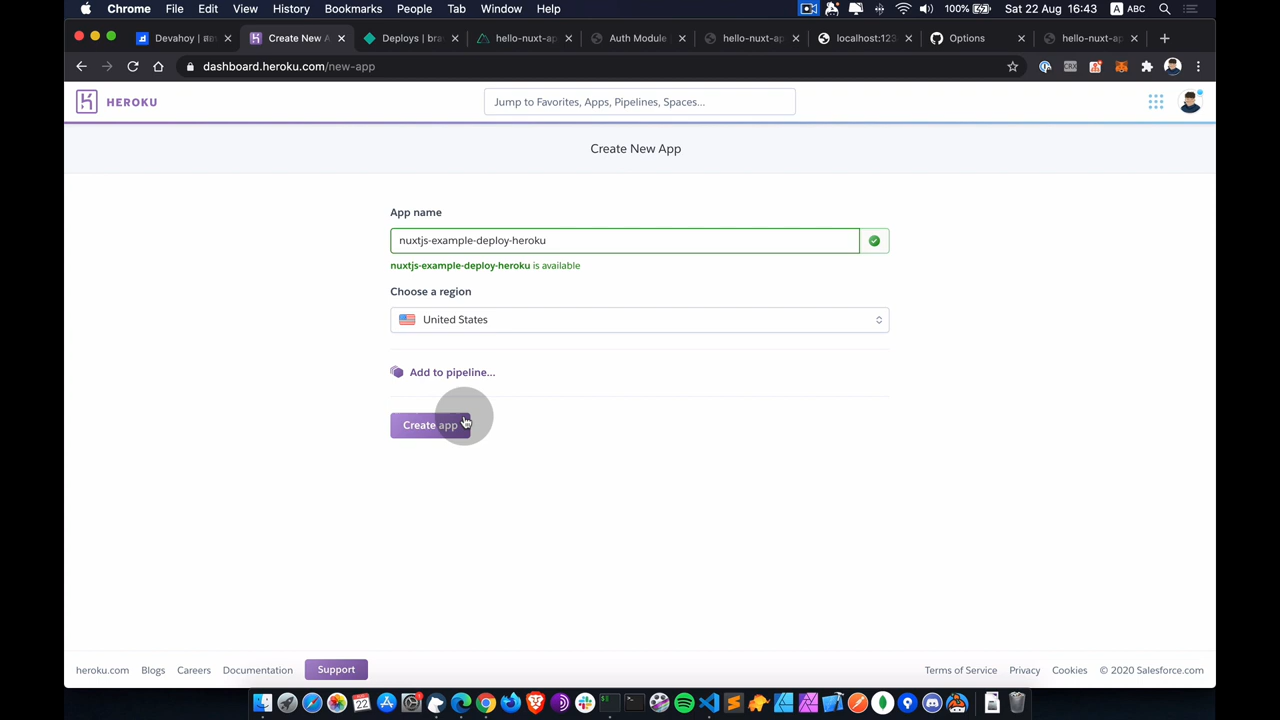 Chrome File Edit View History Bookmarks People Tab Window Help 100% Sat 22 Aug 16:43 A ABC
Devahoy | Create New A Deploys | bra hello-nuxt-ap Auth Module hello-nuxt-ap localhost:123 Options hello-nuxt-ap
dashboard.heroku.com/new-app
HEROKU
Jump to Favorites, Apps, Pipelines, Spaces...
Create New App
App name
nuxtjs-example-deploy-heroku
nuxtjs-example-deploy-heroku is available
Choose a region
United States
Add to pipeline...
Create app
heroku.com Blogs Careers Documentation Support Terms of Service Privacy Cookies © 2020 Salesforce.com
22